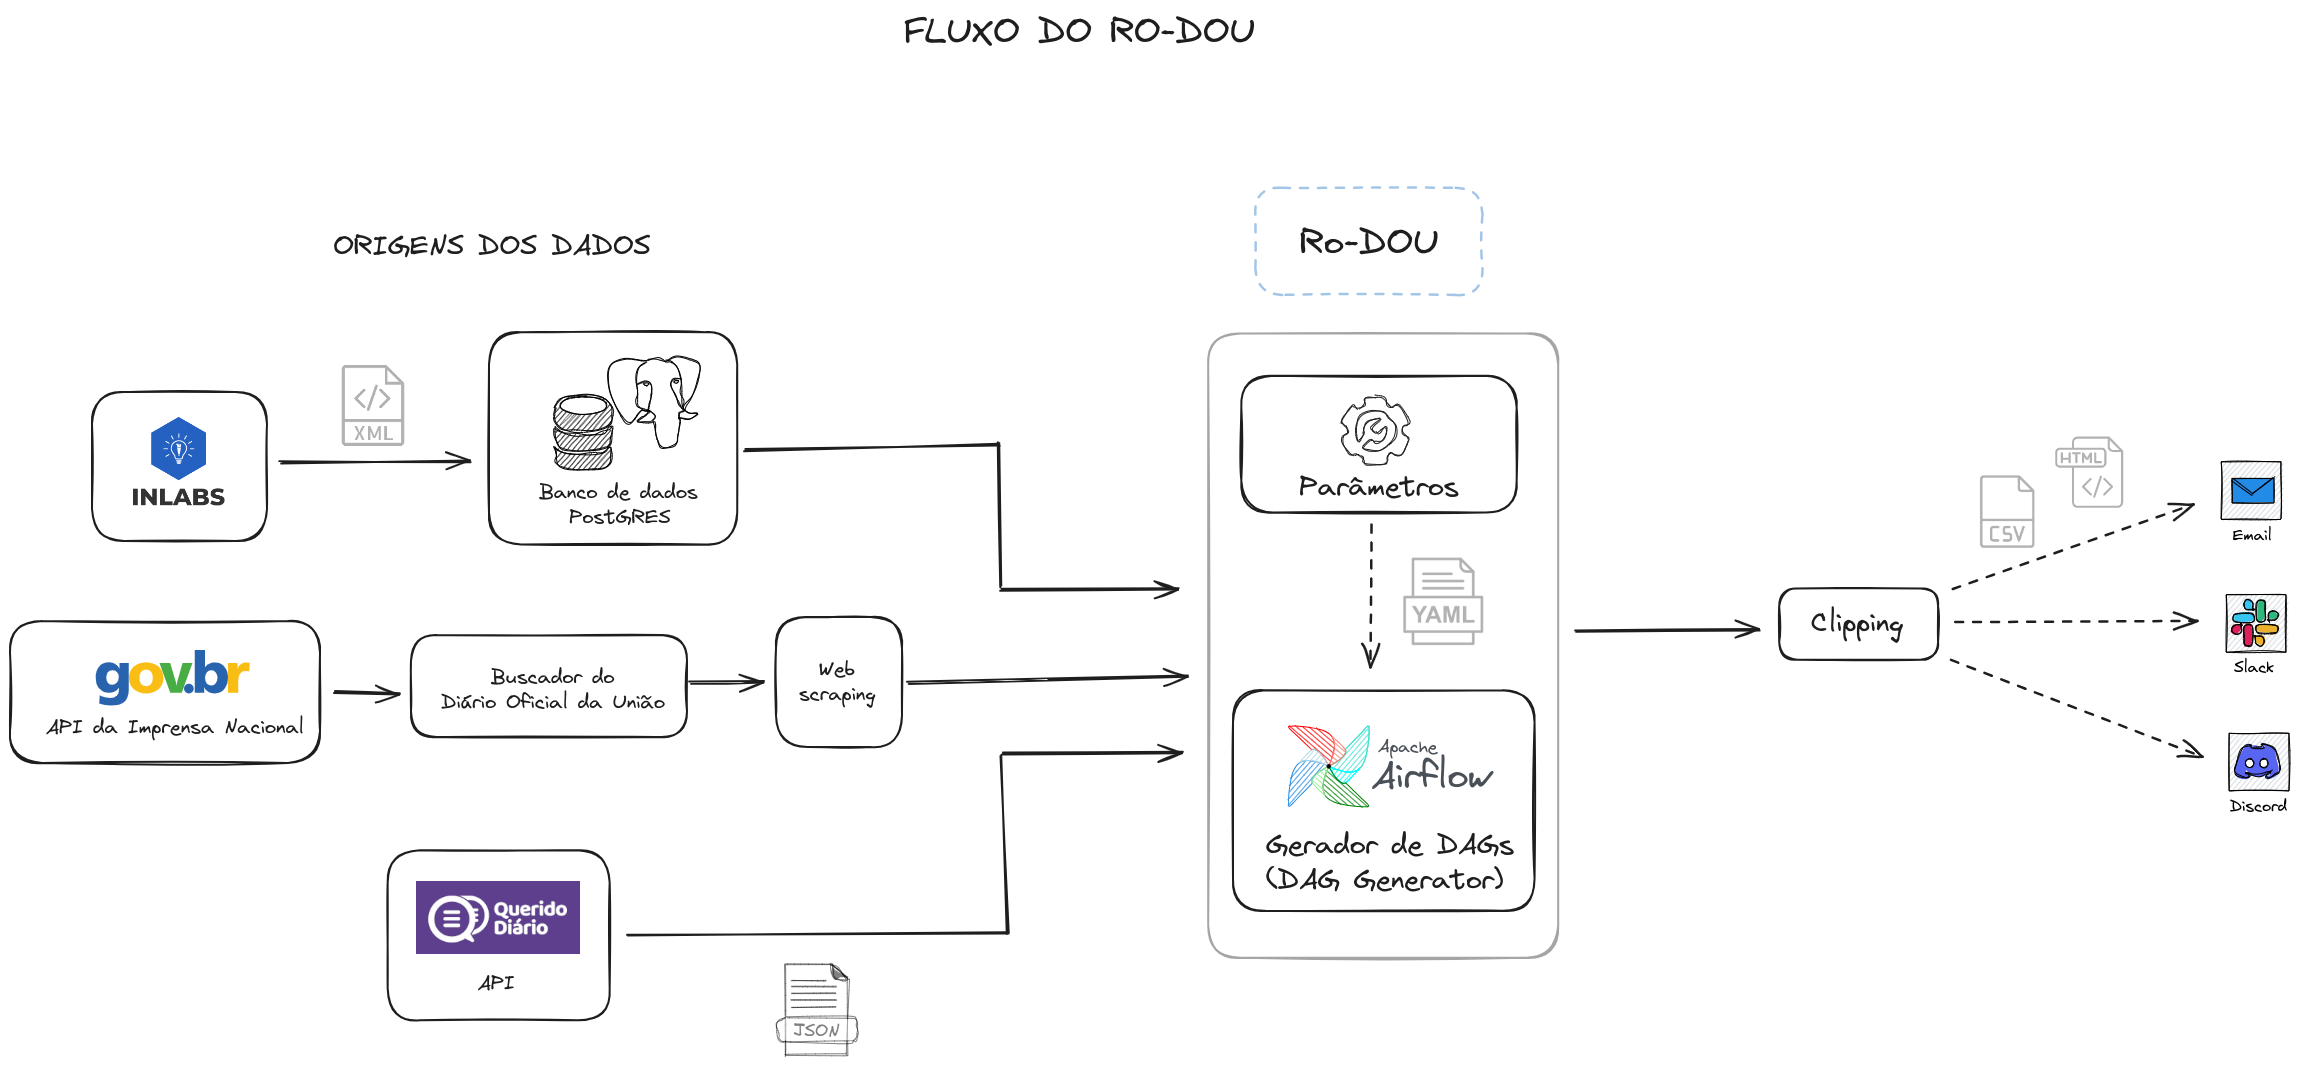 FLUXO DO RO-DOU
ORIGENS DOS DADOS
Ro-DOU
XML
INLABS
Banco de dados
PostGRES
gov.br
API da Imprensa Nacional
Buscador do
Diário Oficial da União
Web
scraping
Querido
Diário
API
JSON
Parâmetros
YAML
Apache
Airflow
Gerador de DAGs
(DAG Generator)
Clipping
CSV
HTML
Email
Slack
Discord